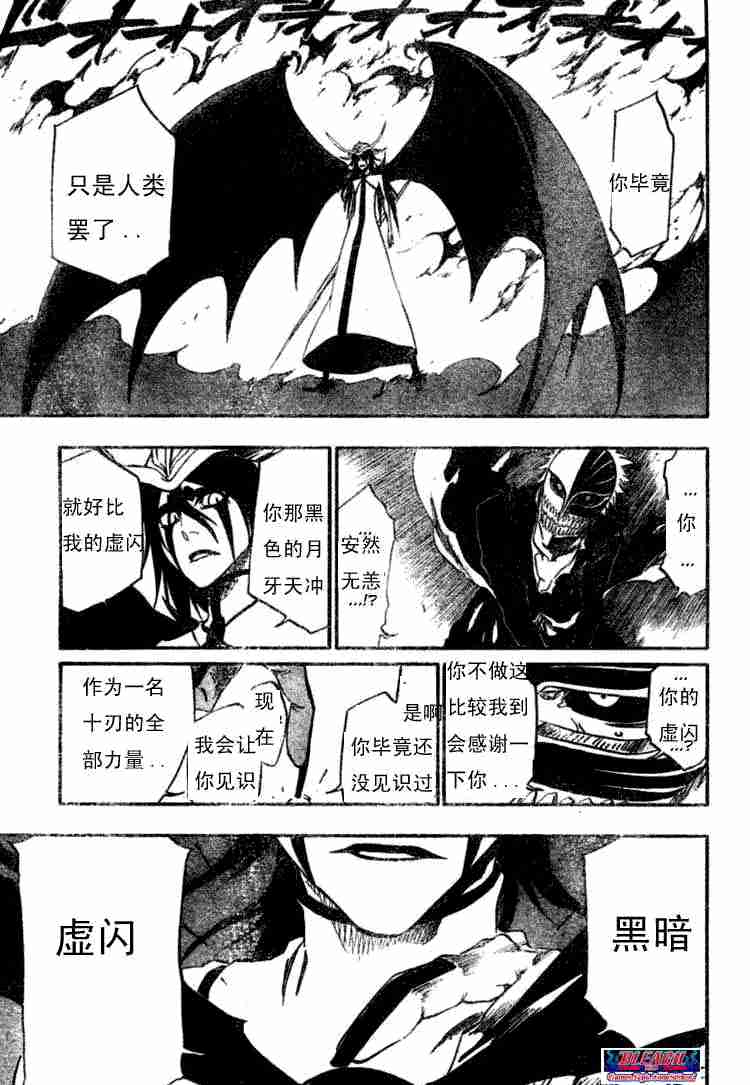 你毕竟
只是人类
罢了..
...
你
...
...
安然
无恙
...!?
你那黑
色的月
牙天冲
就好比
我的虚闪
...
你的
虚闪
...?
你不做这
比较我到
会感谢一
下你...
是啊
你毕竟还
没见识过
现
在
我会让
你见识
作为一名
十刃的全
部力量..
黑暗
虚闪
BLEACH